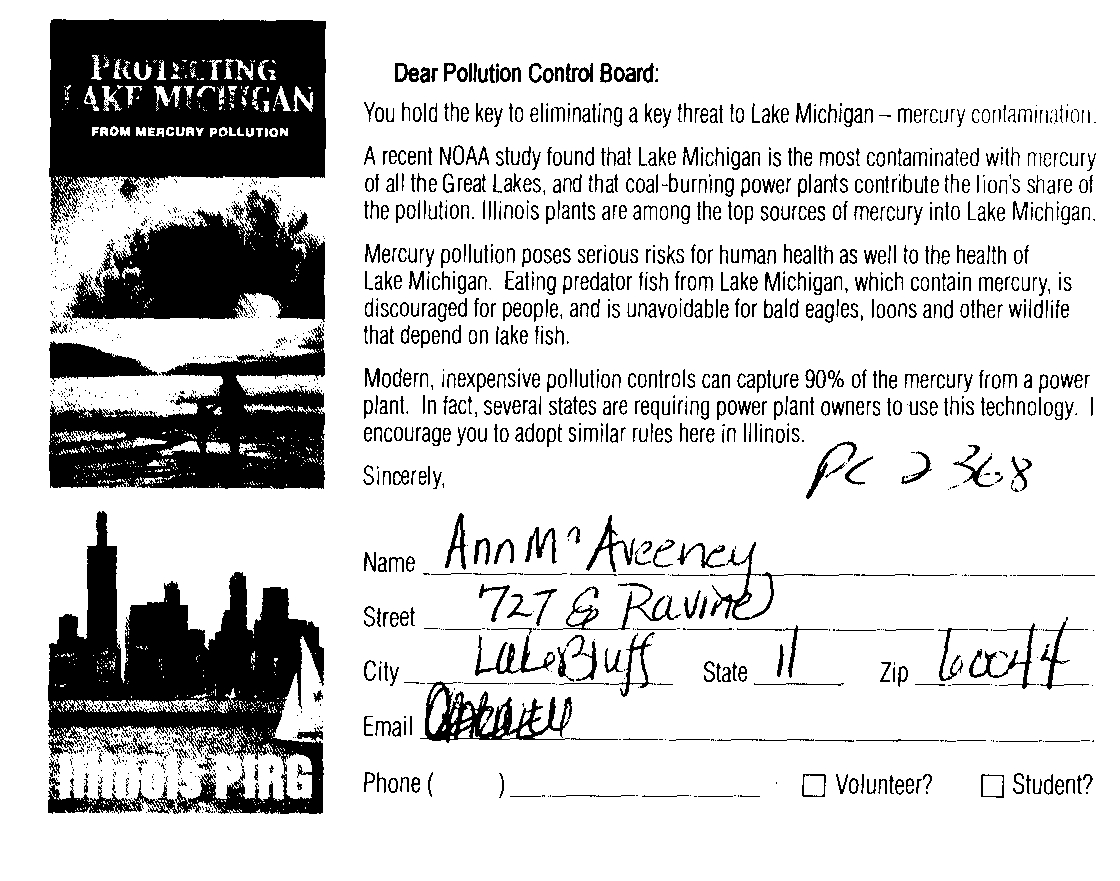 PROTECTING
LAKE MICHIGAN
FROM MERCURY POLLUTION
Illinois PIRG
Dear Pollution Control Board:
You hold the key to eliminating a key threat to Lake Michigan – mercury contamination.
A recent NOAA study found that Lake Michigan is the most contaminated with mercury
of all the Great Lakes, and that coal-burning power plants contribute the lion's share of
the pollution. Illinois plants are among the top sources of mercury into Lake Michigan.
Mercury pollution poses serious risks for human health as well to the health of
Lake Michigan. Eating predator fish from Lake Michigan, which contain mercury, is
discouraged for people, and is unavoidable for bald eagles, loons and other wildlife
that depend on lake fish.
Modern, inexpensive pollution controls can capture 90% of the mercury from a power
plant. In fact, several states are requiring power plant owners to use this technology. I
encourage you to adopt similar rules here in Illinois.
Sincerely,
PC 2368
Name Ann McAveeney
Street 727 E Ravine
City Lake Bluff State Il Zip 60044
Email
Phone ( )
Volunteer? Student?